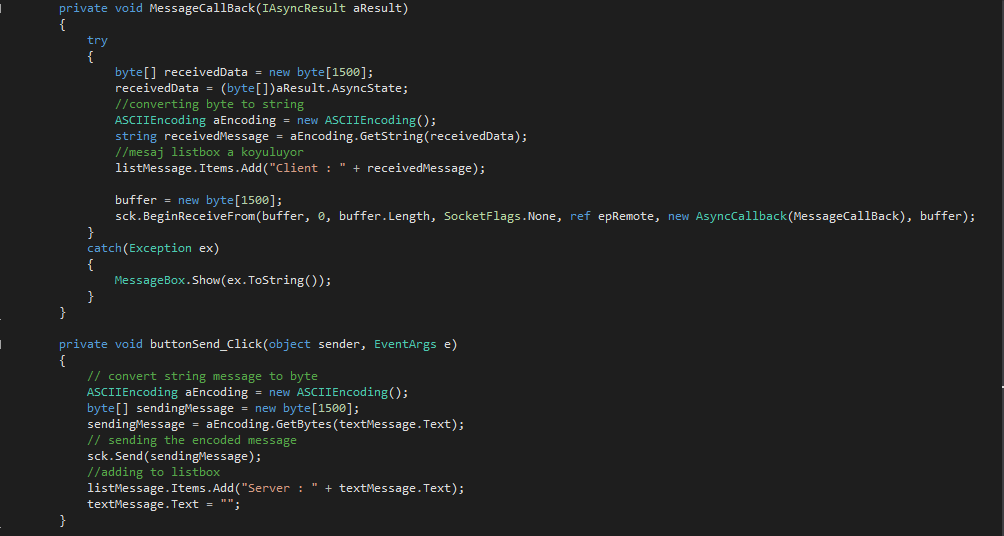 private void MessageCallBack(IAsyncResult aResult)
{
try
{
byte[] receivedData = new byte[1500];
receivedData = (byte[])aResult.AsyncState;
//converting byte to string
ASCIIEncoding aEncoding = new ASCIIEncoding();
string receivedMessage = aEncoding.GetString(receivedData);
//mesaj listbox a koyuluyor
listMessage.Items.Add("Client : " + receivedMessage);
buffer = new byte[1500];
sck.BeginReceiveFrom(buffer, 0, buffer.Length, SocketFlags.None, ref epRemote, new AsyncCallback(MessageCallBack), buffer);
}
catch(Exception ex)
{
MessageBox.Show(ex.ToString());
}
}
private void buttonSend_Click(object sender, EventArgs e)
{
// convert string message to byte
ASCIIEncoding aEncoding = new ASCIIEncoding();
byte[] sendingMessage = new byte[1500];
sendingMessage = aEncoding.GetBytes(textMessage.Text);
// sending the encoded message
sck.Send(sendingMessage);
//adding to listbox
listMessage.Items.Add("Server : " + textMessage.Text);
textMessage.Text = "";
}